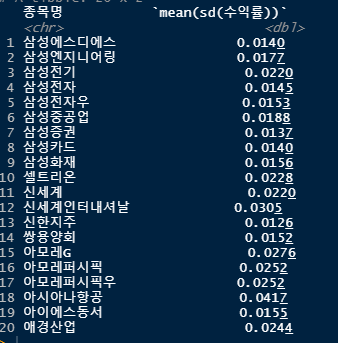 종목명 `mean(sd(수익률))`
<chr> <dbl>
1 삼성에스디에스 0.0140
2 삼성엔지니어링 0.0177
3 삼성전기 0.0220
4 삼성전자 0.0145
5 삼성전자우 0.0153
6 삼성중공업 0.0188
7 삼성증권 0.0137
8 삼성카드 0.0140
9 삼성화재 0.0156
10 셀트리온 0.0228
11 신세계 0.0220
12 신세계인터내셔날 0.0305
13 신한지주 0.0126
14 쌍용양회 0.0152
15 아모레G 0.0276
16 아모레퍼시픽 0.0252
17 아모레퍼시픽우 0.0252
18 아시아나항공 0.0417
19 아이에스동서 0.0155
20 애경산업 0.0244
>